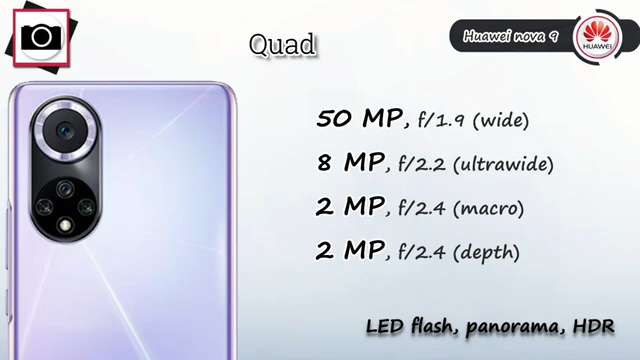 Quad
Huawei nova 9
HUAWEI
50 MP, f/1.9 (wide)
8 MP, f/2.2 (ultrawide)
2 MP, f/2.4 (macro)
2 MP, f/2.4 (depth)
LED flash, panorama, HDR